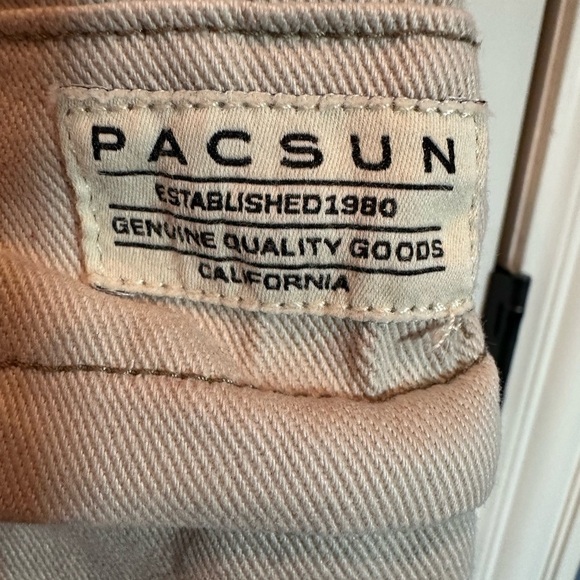 PACSUN
ESTABLISHED1980
GENUINE QUALITY GOODS
CALIFORNIA